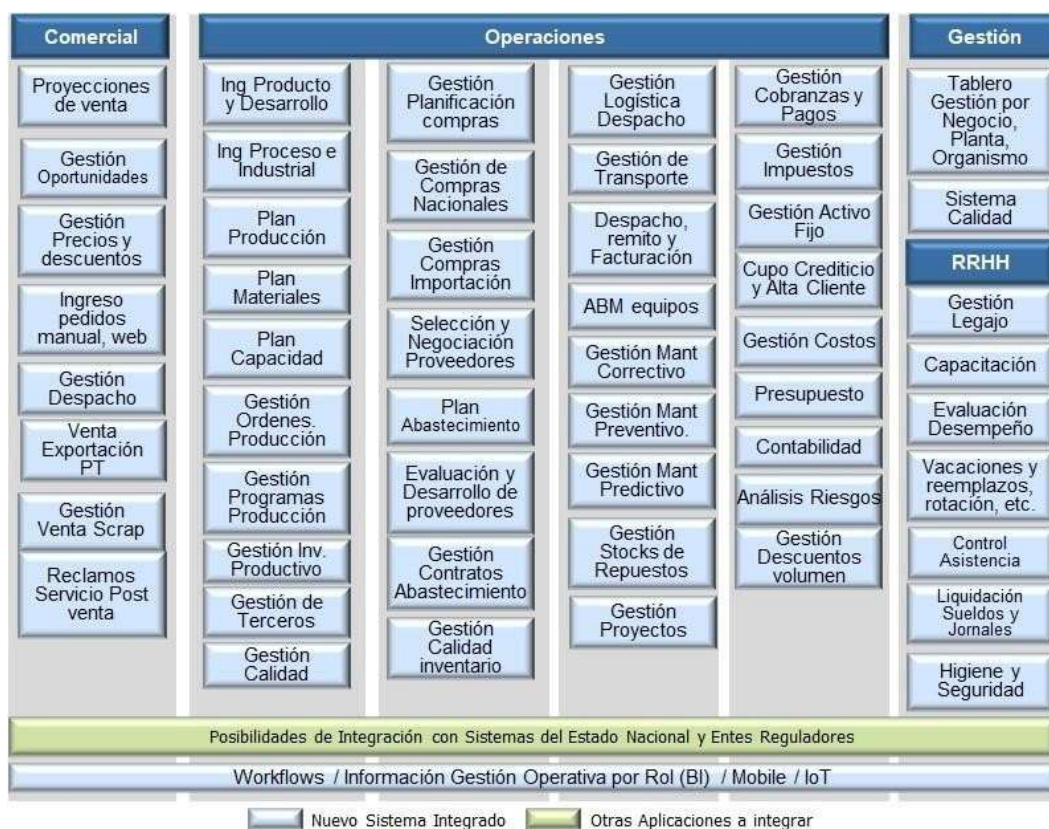 Comercial
Proyecciones
de venta
Gestión
Oportunidades
Gestión
Precios y
descuentos
Ingreso
pedidos
manual, web
Gestión
Despacho
Venta
Exportación
PT
Gestión
Venta Scrap
Reclamos
Servicio Post
venta
Operaciones
Ing Producto
y Desarrollo
Ing Proceso e
Industrial
Plan
Producción
Plan
Materiales
Plan
Capacidad
Gestión
Ordenes.
Producción
Gestión
Programas
Producción
Gestión Inv.
Productivo
Gestión de
Terceros
Gestión
Calidad
Gestión
Planificación
compras
Gestión de
Compras
Nacionales
Gestión
Compras
Importación
Selección y
Negociación
Proveedores
Plan
Abastecimiento
Evaluación y
Desarrollo de
proveedores
Gestión
Contratos
Abastecimiento
Gestión
Calidad
inventario
Gestión
Logística
Despacho
Gestión de
Transporte
Despacho,
remito y
Facturación
ABM equipos
Gestión Mant
Correctivo
Gestión Mant
Preventivo.
Gestión Mant
Predictivo
Gestión
Stocks de
Repuestos
Gestión
Proyectos
Gestión
Cobranzas y
Pagos
Gestión
Impuestos
Gestión Activo
Fijo
Cupo Crediticio
y Alta Cliente
Gestión Costos
Presupuesto
Contabilidad
Análisis Riesgos
Gestión
Descuentos
volumen
Gestión
Tablero
Gestión por
Negocio,
Planta,
Organismo
Sistema
Calidad
RRHH
Gestión
Legajo
Capacitación
Evaluación
Desempeño
Vacaciones y
reemplazos,
rotación, etc.
Control
Asistencia
Liquidación
Sueldos y
Jornales
Higiene y
Seguridad
Posibilidades de Integración con Sistemas del Estado Nacional y Entes Reguladores
Workflows / Información Gestión Operativa por Rol (BI) / Mobile / IoT
Nuevo Sistema Integrado
Otras Aplicaciones a integrar